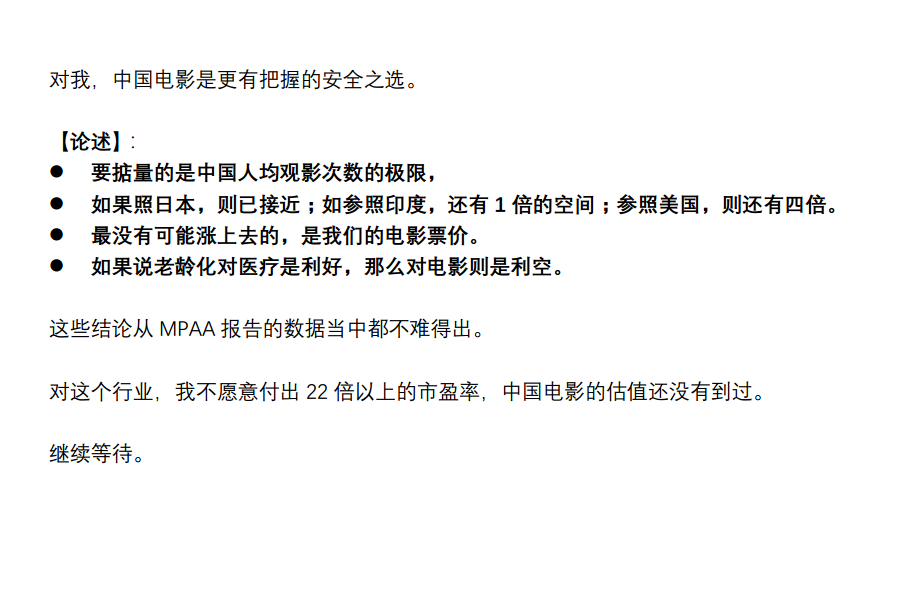 对我，中国电影是更有把握的安全之选。
【论述】:
● 要掂量的是中国人均观影次数的极限，
● 如果照日本，则已接近；如参照印度，还有 1 倍的空间；参照美国，则还有四倍。
● 最没有可能涨上去的，是我们的电影票价。
● 如果说老龄化对医疗是利好，那么对电影则是利空。
这些结论从 MPAA 报告的数据当中都不难得出。
对这个行业，我不愿意付出 22 倍以上的市盈率，中国电影的估值还没有到过。
继续等待。